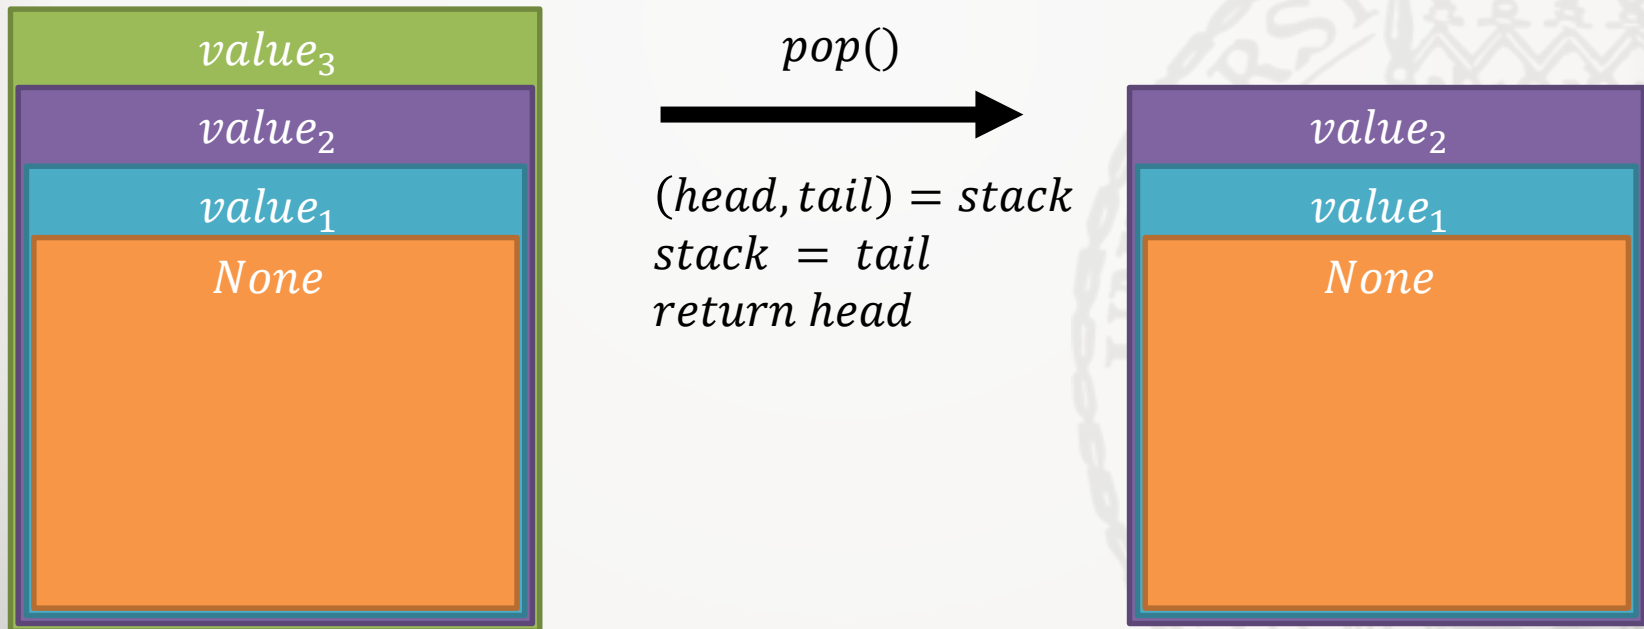 value₃
value₂
value₁
None
pop()
(head, tail) = stack
stack = tail
return head
value₂
value₁
None